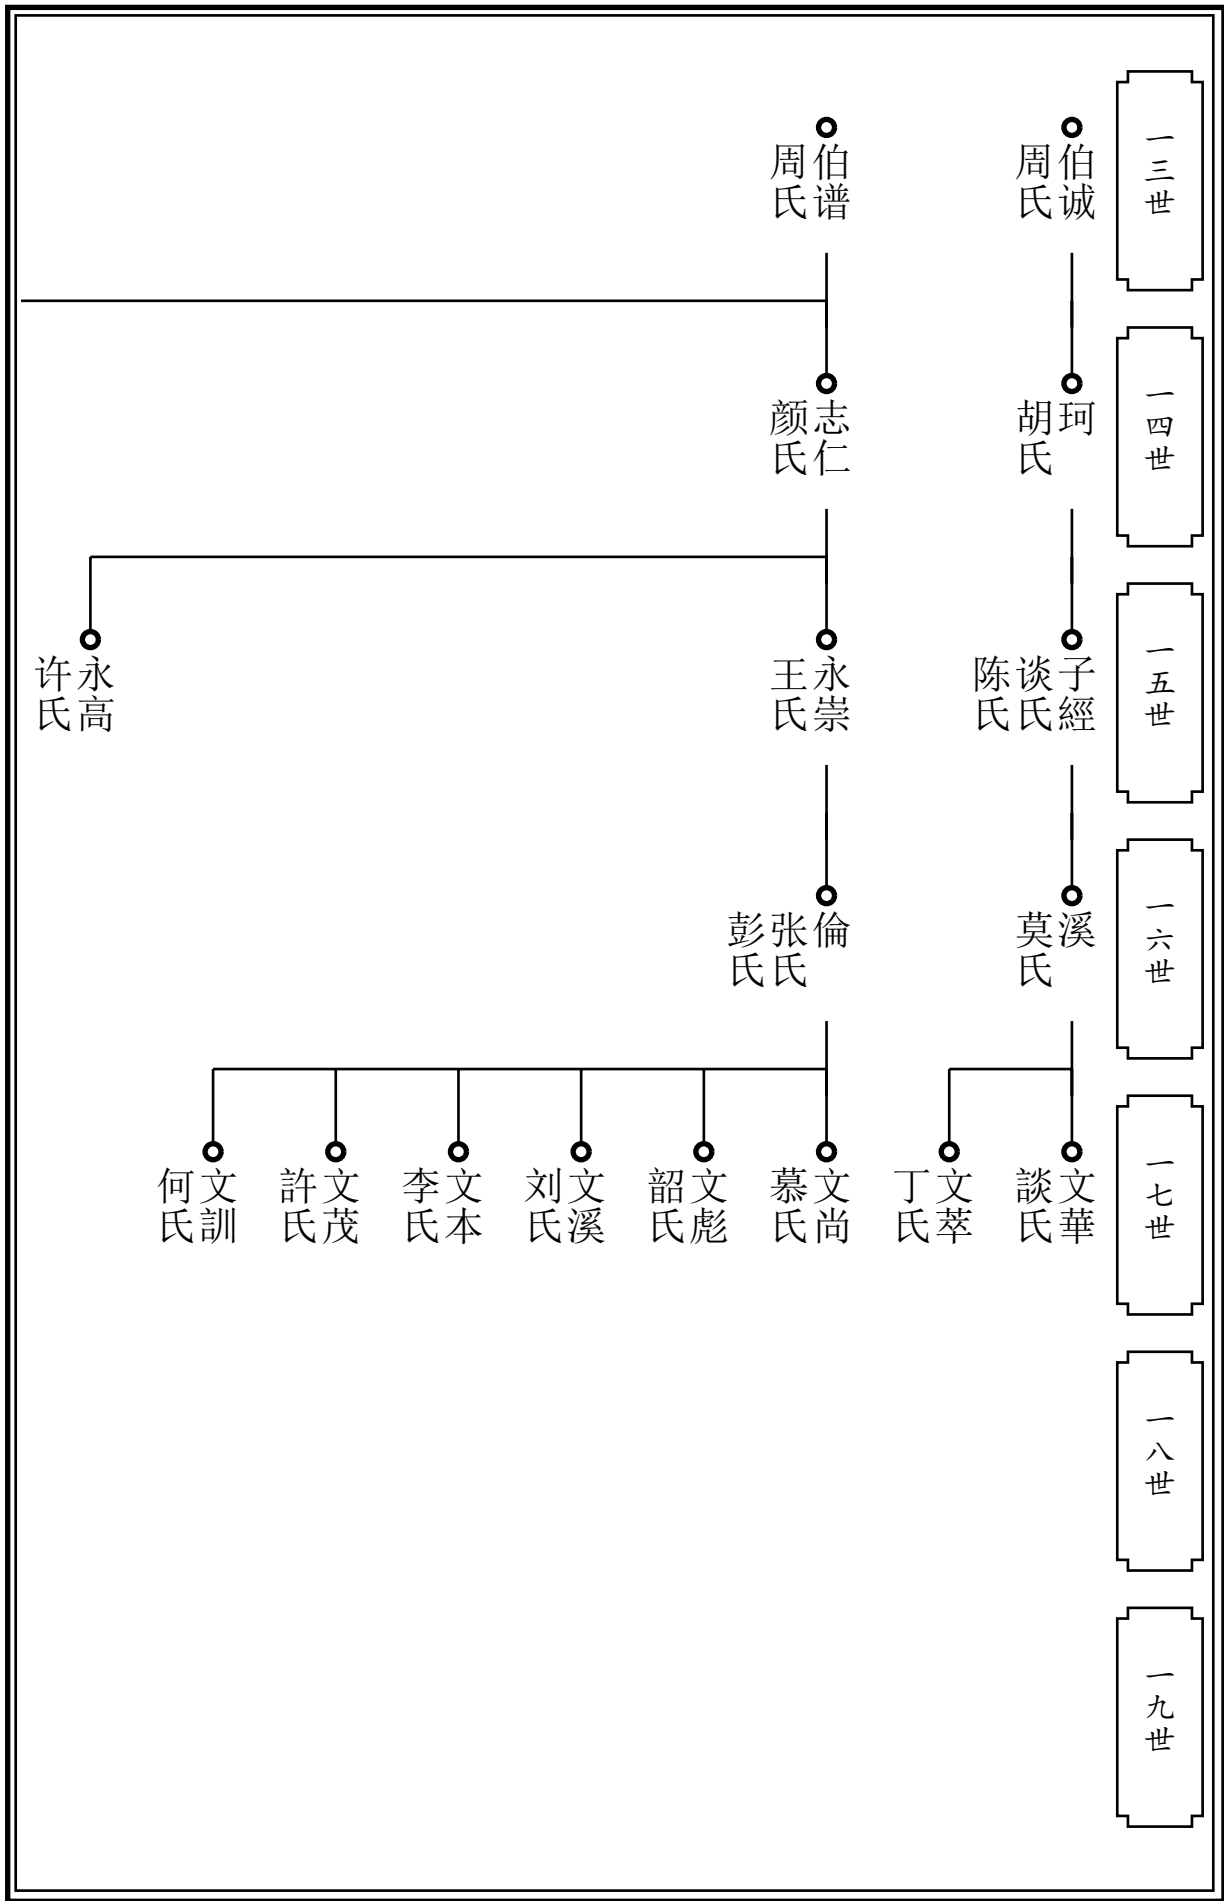 一三世
一四世
一五世
一六世
一七世
一八世
一九世
伯诚
周氏
伯谱
周氏
珂
胡氏
志仁
颜氏
子經
谈氏
陈氏
永崇
王氏
永高
许氏
溪
莫氏
倫
张氏
彭氏
文華
談氏
文萃
丁氏
文尚
慕氏
文彪
韶氏
文溪
刘氏
文本
李氏
文茂
許氏
文訓
何氏